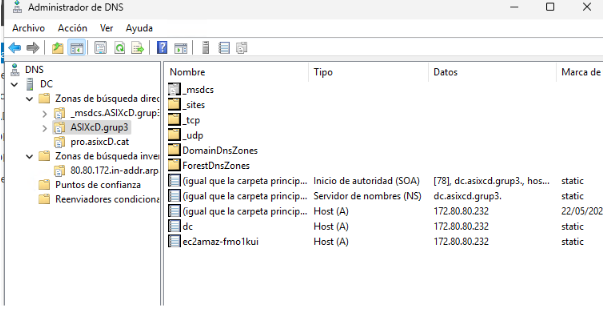 Administrador de DNS
Archivo Acción Ver Ayuda
DNS
DC
Zonas de búsqueda direc
_msdcs.ASIXcD.grup3
ASIXcD.grup3
pro.asixcD.cat
Zonas de búsqueda inver
80.80.172.in-addr.arp
Puntos de confianza
Reenviadores condiciona
Nombre Tipo Datos Marca de
_msdcs
_sites
_tcp
_udp
DomainDnsZones
ForestDnsZones
(igual que la carpeta princip... Inicio de autoridad (SOA) [78], dc.asixcd.grup3., hos... static
(igual que la carpeta princip... Servidor de nombres (NS) dc.asixcd.grup3. static
(igual que la carpeta princip... Host (A) 172.80.80.232 22/05/202
dc Host (A) 172.80.80.232 static
ec2amaz-fmo1kui Host (A) 172.80.80.232 static